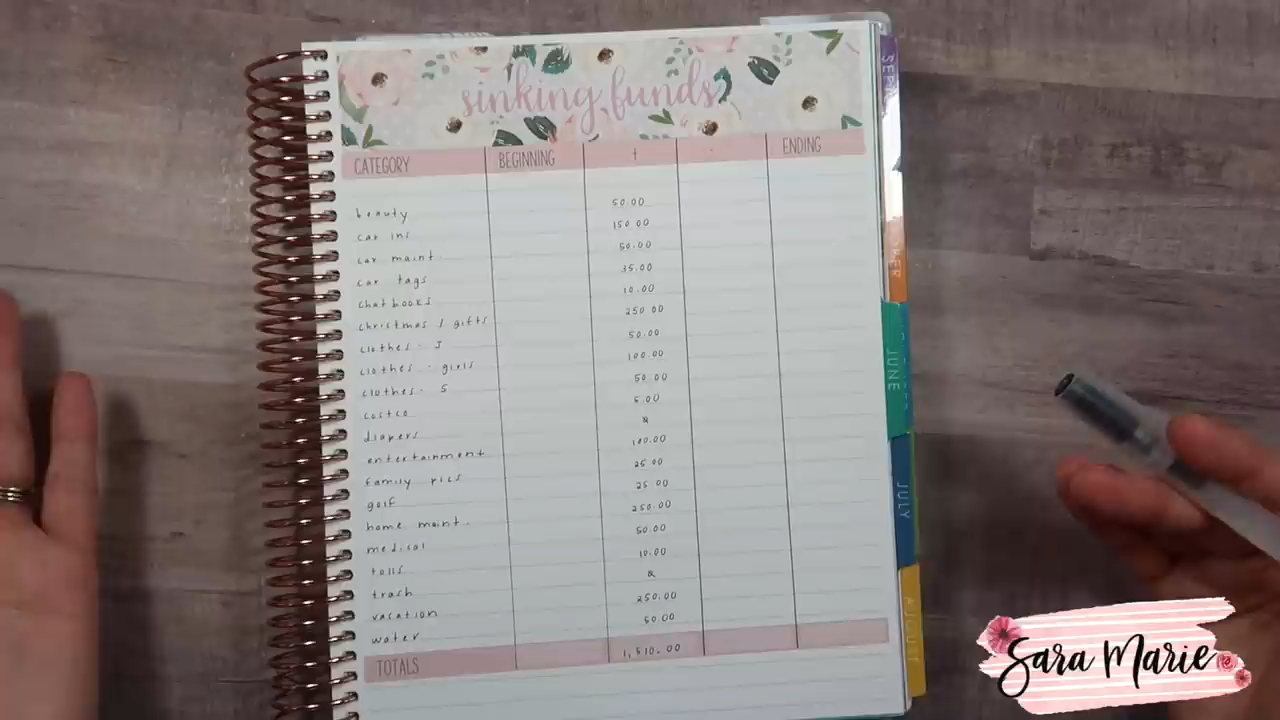 sinking funds
CATEGORY BEGINNING + - ENDING
beauty 50.00
car ins 150.00
car maint. 50.00
car tags 35.00
chatbooks 10.00
christmas / gifts 250.00
clothes - J 50.00
clothes - girls 100.00
clothes - S 50.00
costco 5.00
diapers &
entertainment 100.00
family pics 25.00
golf 25.00
home maint. 250.00
medical 50.00
tolls 10.00
trash &
vacation 250.00
water 50.00
TOTALS 1,510.00
JUNE
JULY
AUGUST
Sara Marie